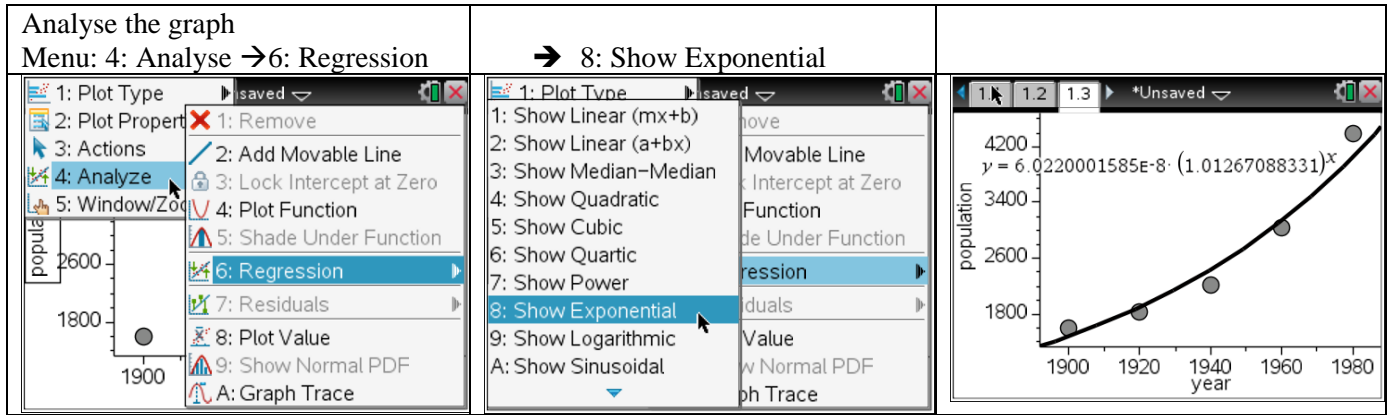 Analyse the graph
Menu: 4: Analyse →6: Regression
➔ 8: Show Exponential
1: Plot Type
2: Plot Propert
3: Actions
4: Analyze
5: Window/Zoo
saved
1: Remove
2: Add Movable Line
3: Lock Intercept at Zero
4: Plot Function
5: Shade Under Function
6: Regression
7: Residuals
8: Plot Value
9: Show Normal PDF
A: Graph Trace
popula
2600
1800
1900
1: Plot Type
saved
1: Show Linear (mx+b)
2: Show Linear (a+bx)
3: Show Median–Median
4: Show Quadratic
5: Show Cubic
6: Show Quartic
7: Show Power
8: Show Exponential
9: Show Logarithmic
A: Show Sinusoidal
ove
Movable Line
Intercept at Zero
Function
de Under Function
ression
iduals
Value
w Normal PDF
ph Trace
1.1 1.2 1.3 *Unsaved
4200
y = 6.0220001585E-8· (1.01267088331)^x
3400
2600
1800
population
1900 1920 1940 1960 1980
year